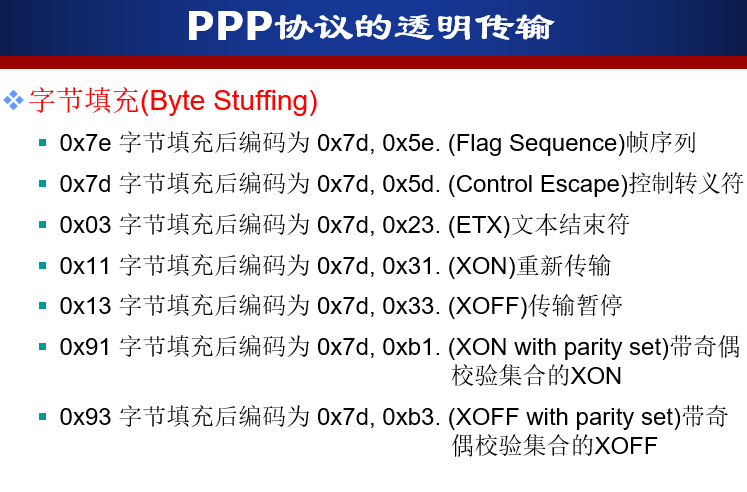 PPP协议的透明传输
字节填充(Byte Stuffing)
0x7e 字节填充后编码为 0x7d, 0x5e. (Flag Sequence)帧序列
0x7d 字节填充后编码为 0x7d, 0x5d. (Control Escape)控制转义符
0x03 字节填充后编码为 0x7d, 0x23. (ETX)文本结束符
0x11 字节填充后编码为 0x7d, 0x31. (XON)重新传输
0x13 字节填充后编码为 0x7d, 0x33. (XOFF)传输暂停
0x91 字节填充后编码为 0x7d, 0xb1. (XON with parity set)带奇偶
校验集合的XON
0x93 字节填充后编码为 0x7d, 0xb3. (XOFF with parity set)带奇
偶校验集合的XOFF